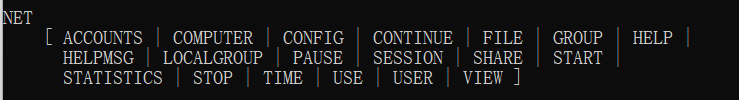 NET
[ ACCOUNTS | COMPUTER | CONFIG | CONTINUE | FILE | GROUP | HELP |
HELPMSG | LOCALGROUP | PAUSE | SESSION | SHARE | START |
STATISTICS | STOP | TIME | USE | USER | VIEW ]